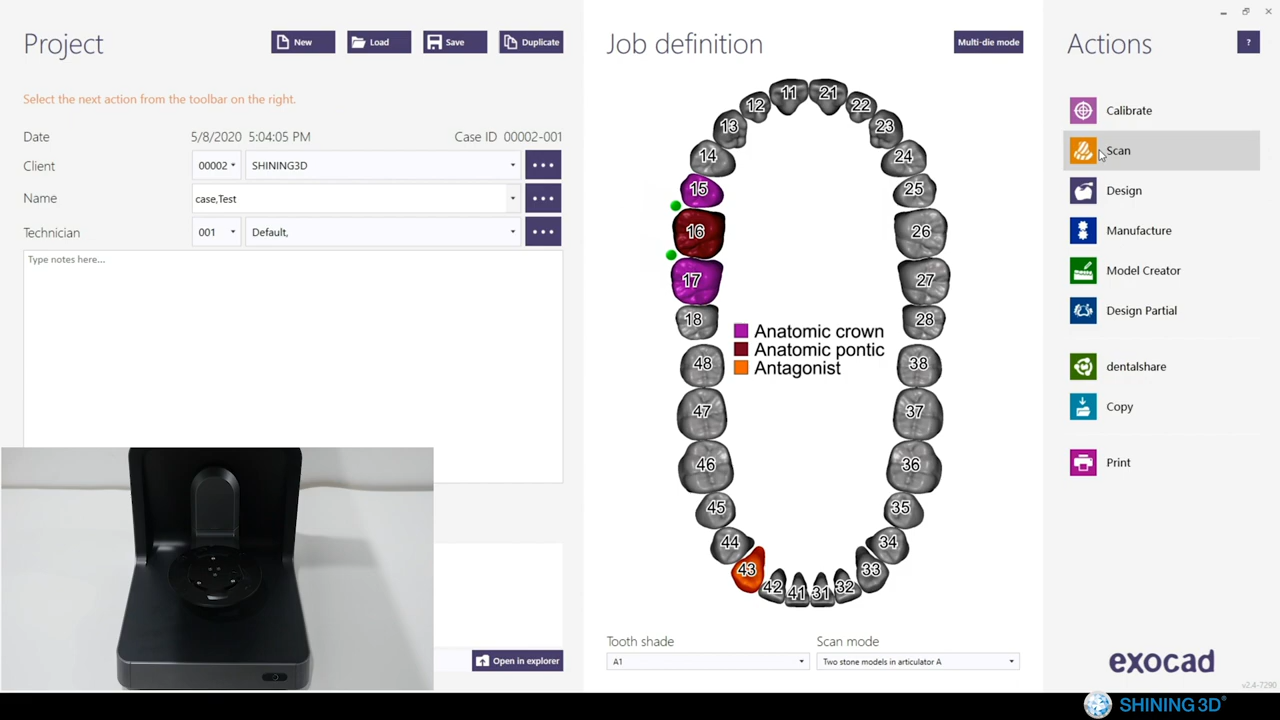 Project
New
Load
Save
Duplicate
Select the next action from the toolbar on the right.
Date 5/8/2020 5:04:05 PM Case ID 00002-001
Client 00002 SHINING3D
Name case,Test
Technician 001 Default,
Type notes here...
Open in explorer
Job definition
Multi-die mode
11 21
12 22
13 23
14 24
15 25
16 26
17 27
18 28
Anatomic crown
Anatomic pontic
Antagonist
48 38
47 37
46 36
45 35
44 34
43 33
42 41 31 32
Tooth shade Scan mode
A1 Two stone models in articulator A
Actions ?
Calibrate
Scan
Design
Manufacture
Model Creator
Design Partial
dentalshare
Copy
Print
exocad
v2.4-7290
SHINING 3D®